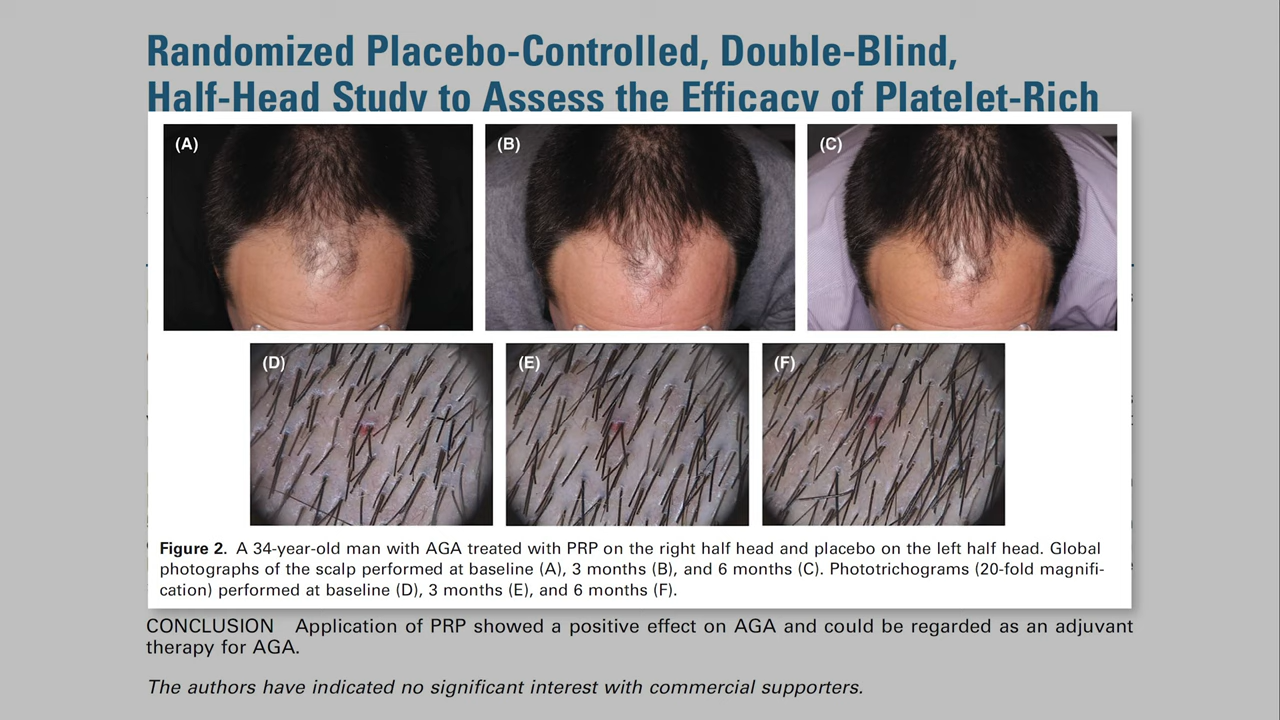 Randomized Placebo-Controlled, Double-Blind,
Half-Head Study to Assess the Efficacy of Platelet-Rich
(A)
(B)
(C)
(D)
(E)
(F)
Figure 2. A 34-year-old man with AGA treated with PRP on the right half head and placebo on the left half head. Global
photographs of the scalp performed at baseline (A), 3 months (B), and 6 months (C). Phototrichograms (20-fold magnifi-
cation) performed at baseline (D), 3 months (E), and 6 months (F).
CONCLUSION Application of PRP showed a positive effect on AGA and could be regarded as an adjuvant
therapy for AGA.
The authors have indicated no significant interest with commercial supporters.